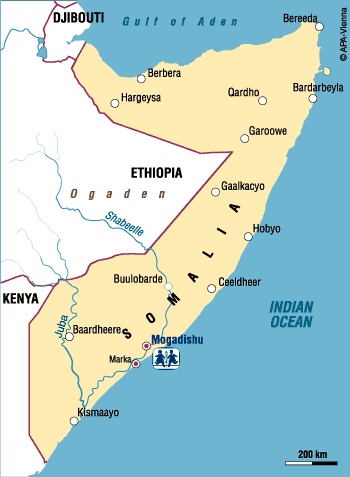 DJIBOUTI
Gulf of Aden
Bereeda
© APA-Vienna
Berbera
Hargeysa
Qardho
Bardarbeyla
Garoowe
ETHIOPIA
Ogaden
Gaalkacyo
Shabeelle
Hobyo
Buulobarde
Ceeldheer
SOMALIA
KENYA
INDIAN
OCEAN
Juba
Baardheere
Mogadishu
Marka
Kismaayo
200 km